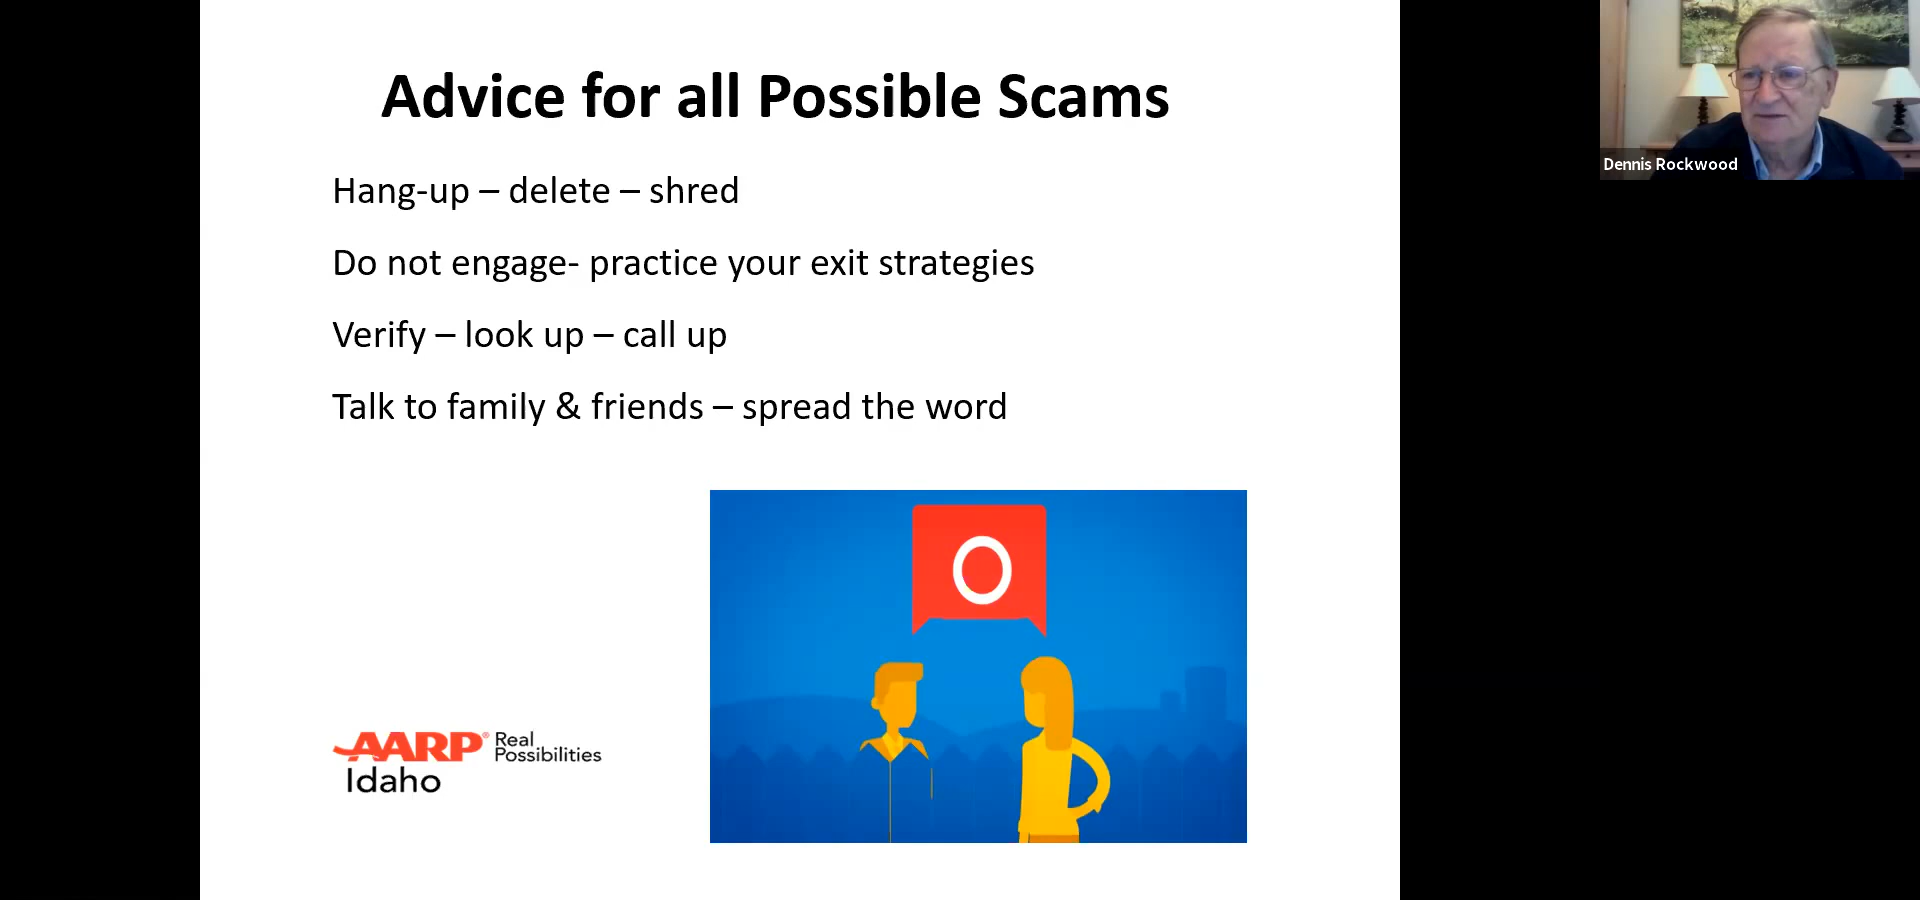 Advice for all Possible Scams
Hang-up – delete – shred
Do not engage- practice your exit strategies
Verify – look up – call up
Talk to family & friends – spread the word
O
AARP® Real
Possibilities
Idaho
Dennis Rockwood